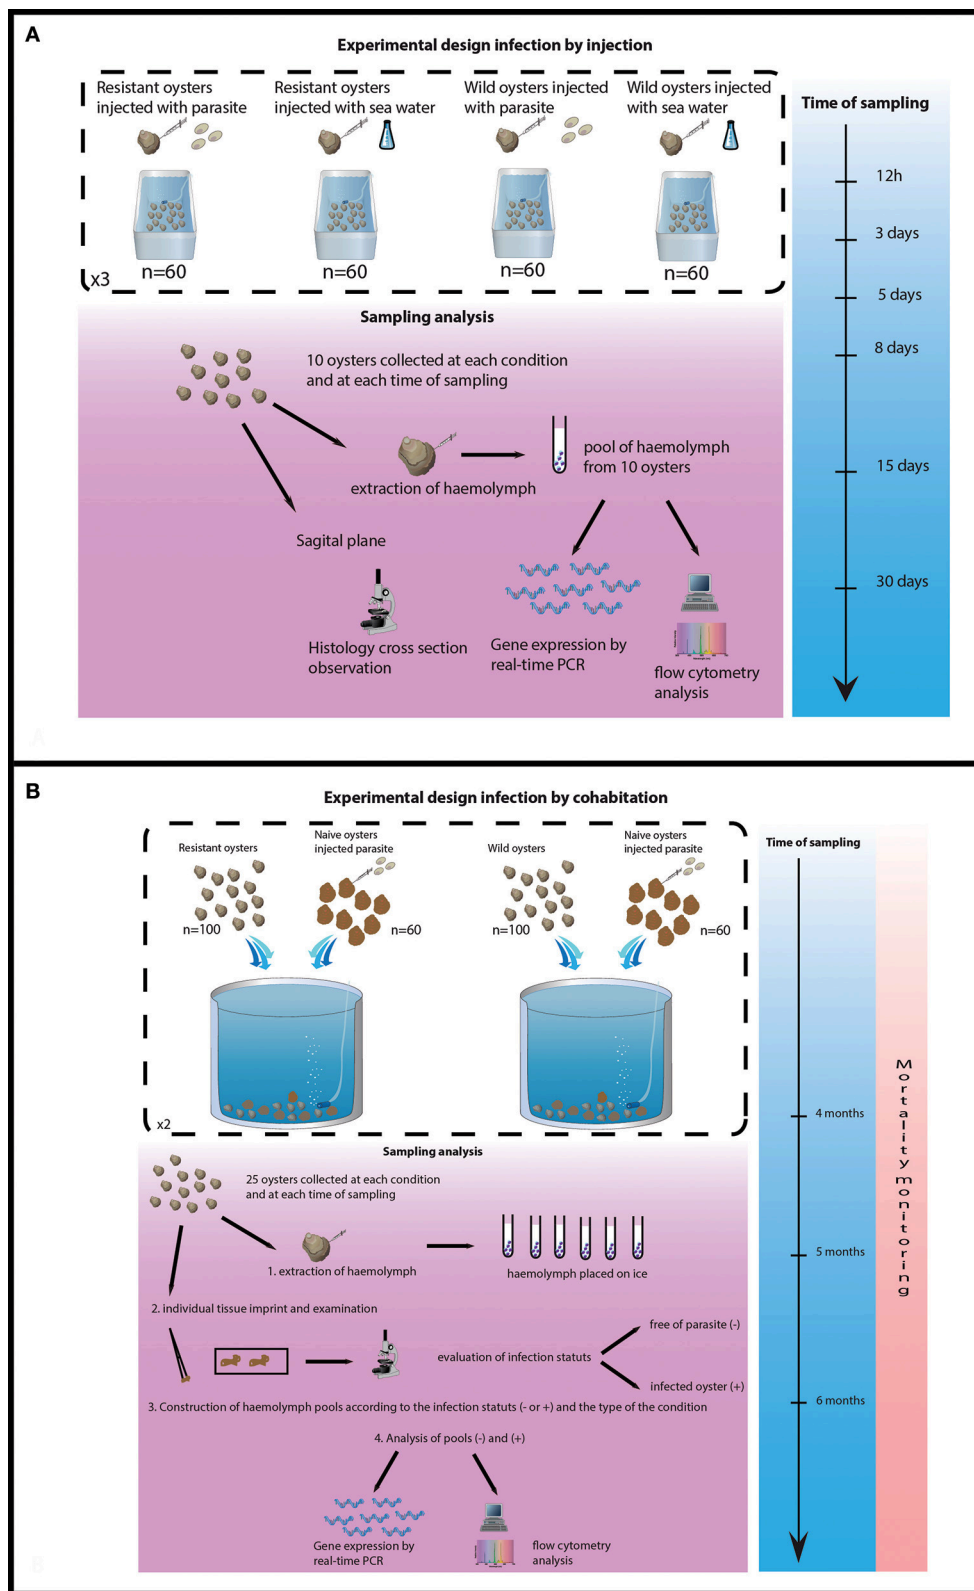 A
Experimental design infection by injection
Resistant oysters
injected with parasite
Resistant oysters
injected with sea water
Wild oysters injected
with parasite
Wild oysters injected
with sea water
n=60
n=60
n=60
n=60
x3
Time of sampling
12h
3 days
5 days
8 days
15 days
30 days
Sampling analysis
10 oysters collected at each condition
and at each time of sampling
extraction of haemolymph
pool of haemolymph
from 10 oysters
Sagital plane
Histology cross section
observation
Gene expression by
real-time PCR
flow cytometry
analysis
A
B
Experimental design infection by cohabitation
Resistant oysters
Naive oysters
injected parasite
Wild oysters
Naive oysters
injected parasite
n=100
n=60
n=100
n=60
x2
Time of sampling
4 months
5 months
6 months
Mortality monitoring
Sampling analysis
25 oysters collected at each condition
and at each time of sampling
1. extraction of haemolymph
haemolymph placed on ice
2. individual tissue imprint and examination
evaluation of infection statuts
free of parasite (-)
infected oyster (+)
3. Construction of haemolymph pools according to the infection statuts (- or +) and the type of the condition
4. Analysis of pools (-) and (+)
Gene expression by
real-time PCR
flow cytometry
analysis
B